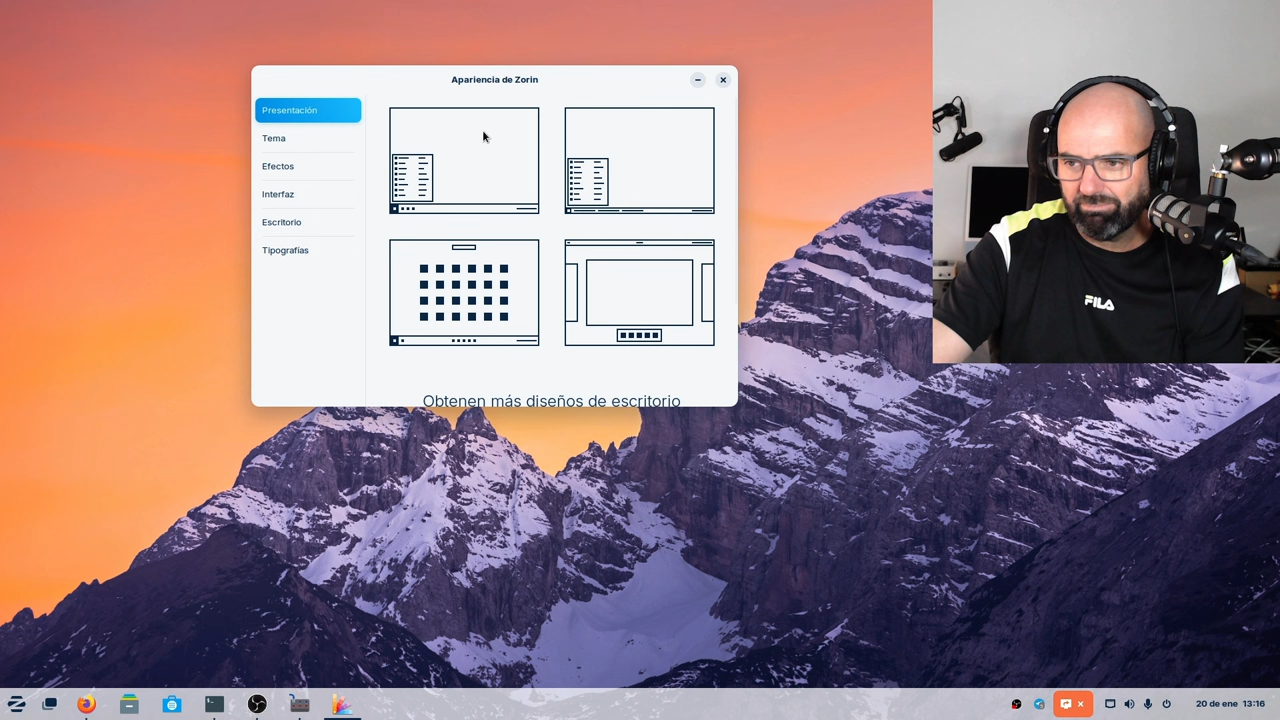 Apariencia de Zorin
Presentación
Tema
Efectos
Interfaz
Escritorio
Tipografías
Obtenen más diseños de escritorio
FILA
20 de ene 13:16